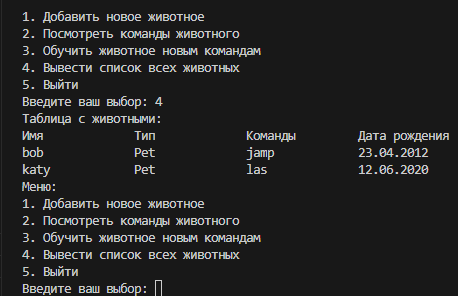 1. Добавить новое животное
2. Посмотреть команды животного
3. Обучить животное новым командам
4. Вывести список всех животных
5. Выйти
Введите ваш выбор: 4
Таблица с животными:
Имя Тип Команды Дата рождения
bob Pet jamp 23.04.2012
katy Pet las 12.06.2020
Меню:
1. Добавить новое животное
2. Посмотреть команды животного
3. Обучить животное новым командам
4. Вывести список всех животных
5. Выйти
Введите ваш выбор: